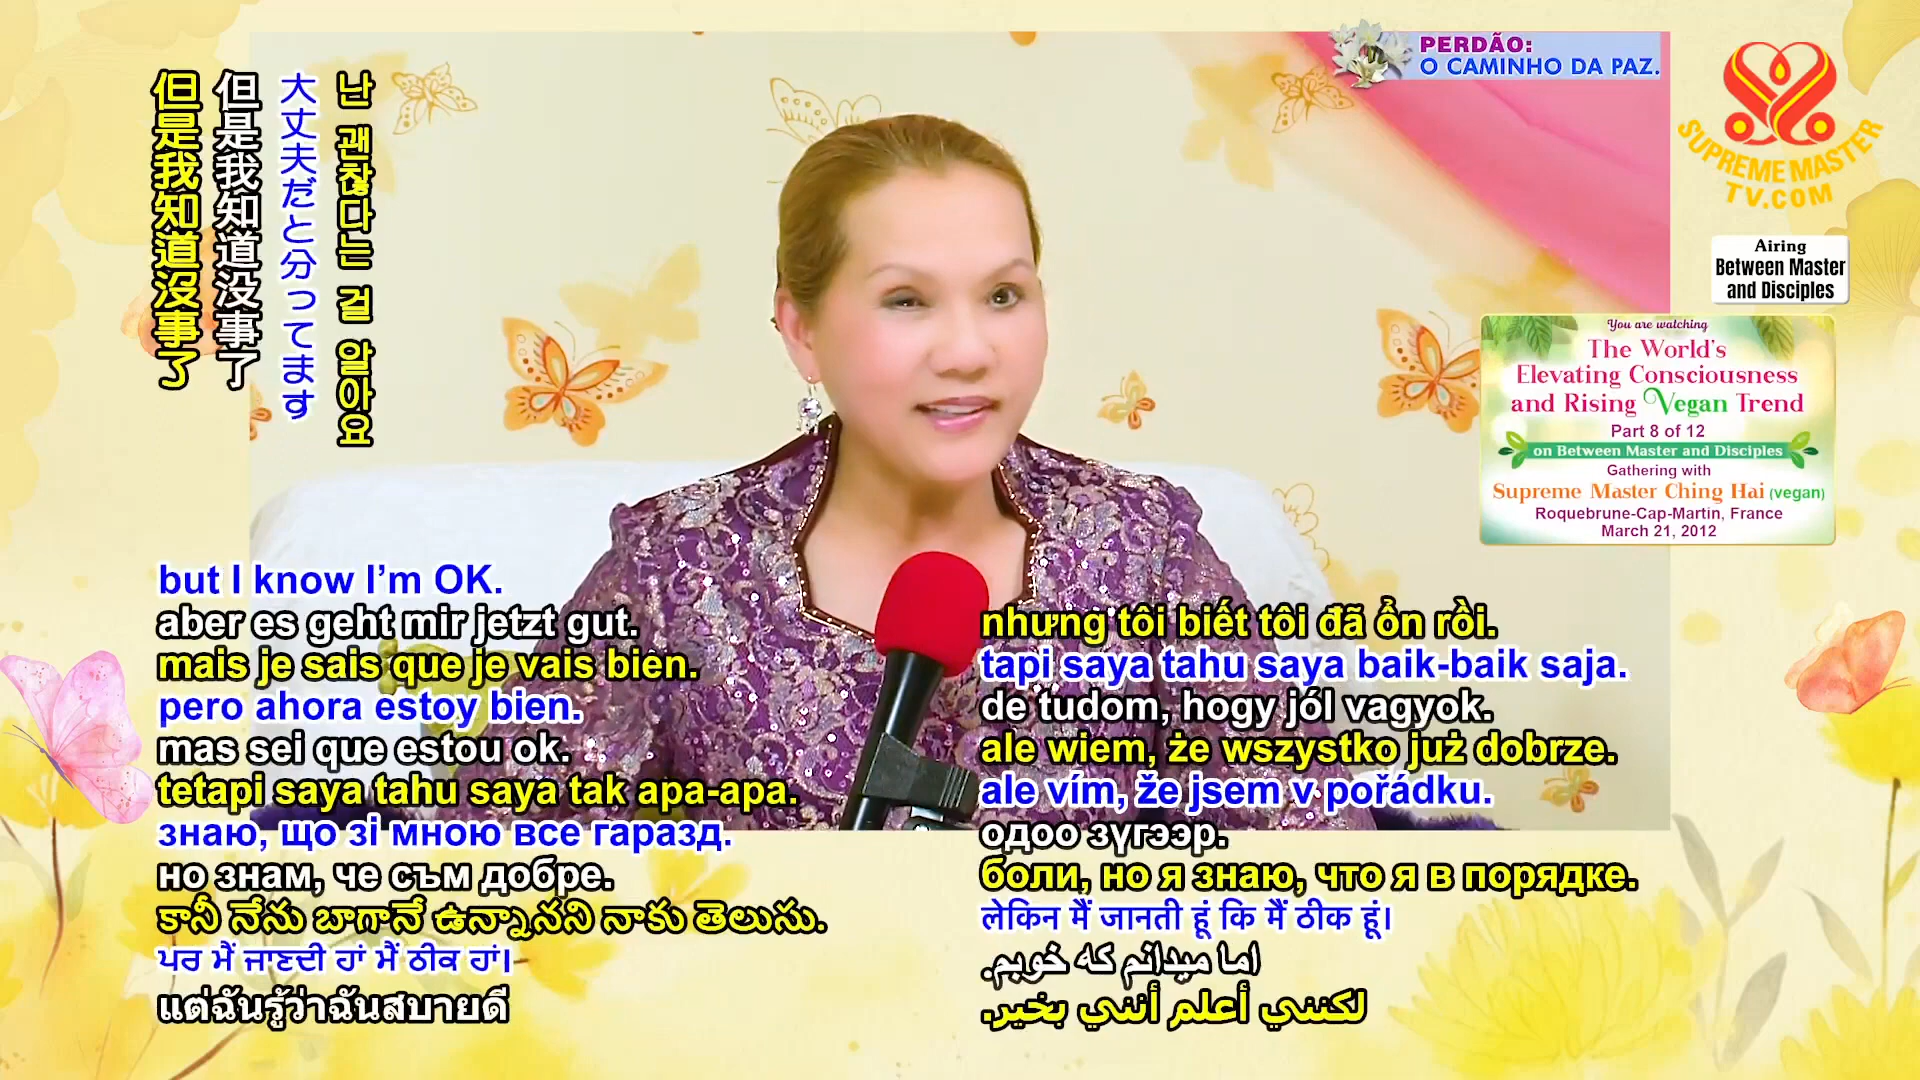 PERDÃO:
O CAMINHO DA PAZ.
SUPREME MASTER
TV.COM
Airing
Between Master
and Disciples
You are watching
The World's
Elevating Consciousness
and Rising Vegan Trend
Part 8 of 12
on Between Master and Disciples
Gathering with
Supreme Master Ching Hai (vegan)
Roquebrune-Cap-Martin, France
March 21, 2012
但是我知道沒事了
但是我知道没事了
大丈夫だと分ってます
난 괜찮다는 걸 알아요
but I know I’m OK.
aber es geht mir jetzt gut.
mais je sais que je vais bien.
pero ahora estoy bien.
mas sei que estou ok.
tetapi saya tahu saya tak apa-apa.
знаю, що зі мною все гаразд.
но знам, че съм добре.
కానీ నేను బాగానే ఉన్నానని నాకు తెలుసు.
ਪਰ ਮੈਂ ਜਾਣਦੀ ਹਾਂ ਮੈਂ ਠੀਕ ਹਾਂ।
แต่ฉันรู้ว่าฉันสบายดี
nhưng tôi biết tôi đã ổn rồi.
tapi saya tahu saya baik-baik saja.
de tudom, hogy jól vagyok.
ale wiem, że wszystko już dobrze.
ale vím, že jsem v pořádku.
одоо зүгээр.
боли, но я знаю, что я в порядке.
लेकिन मैं जानती हूं कि मैं ठीक हूं।
اما میدانم که خوبم.
لكنني أعلم أنني بخير.